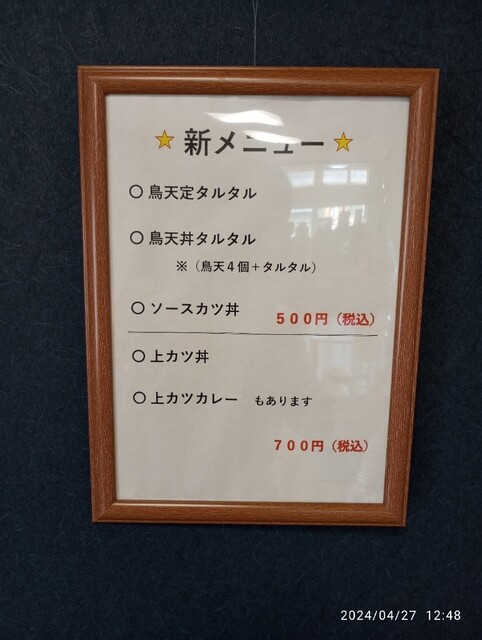 ★新メニュー★
○鳥天定タルタル
○鳥天丼タルタル
※（鳥天４個＋タルタル）
○ソースカツ丼 ５００円（税込）
○上カツ丼
○上カツカレー もあります
７００円（税込）
2024/04/27 12:48